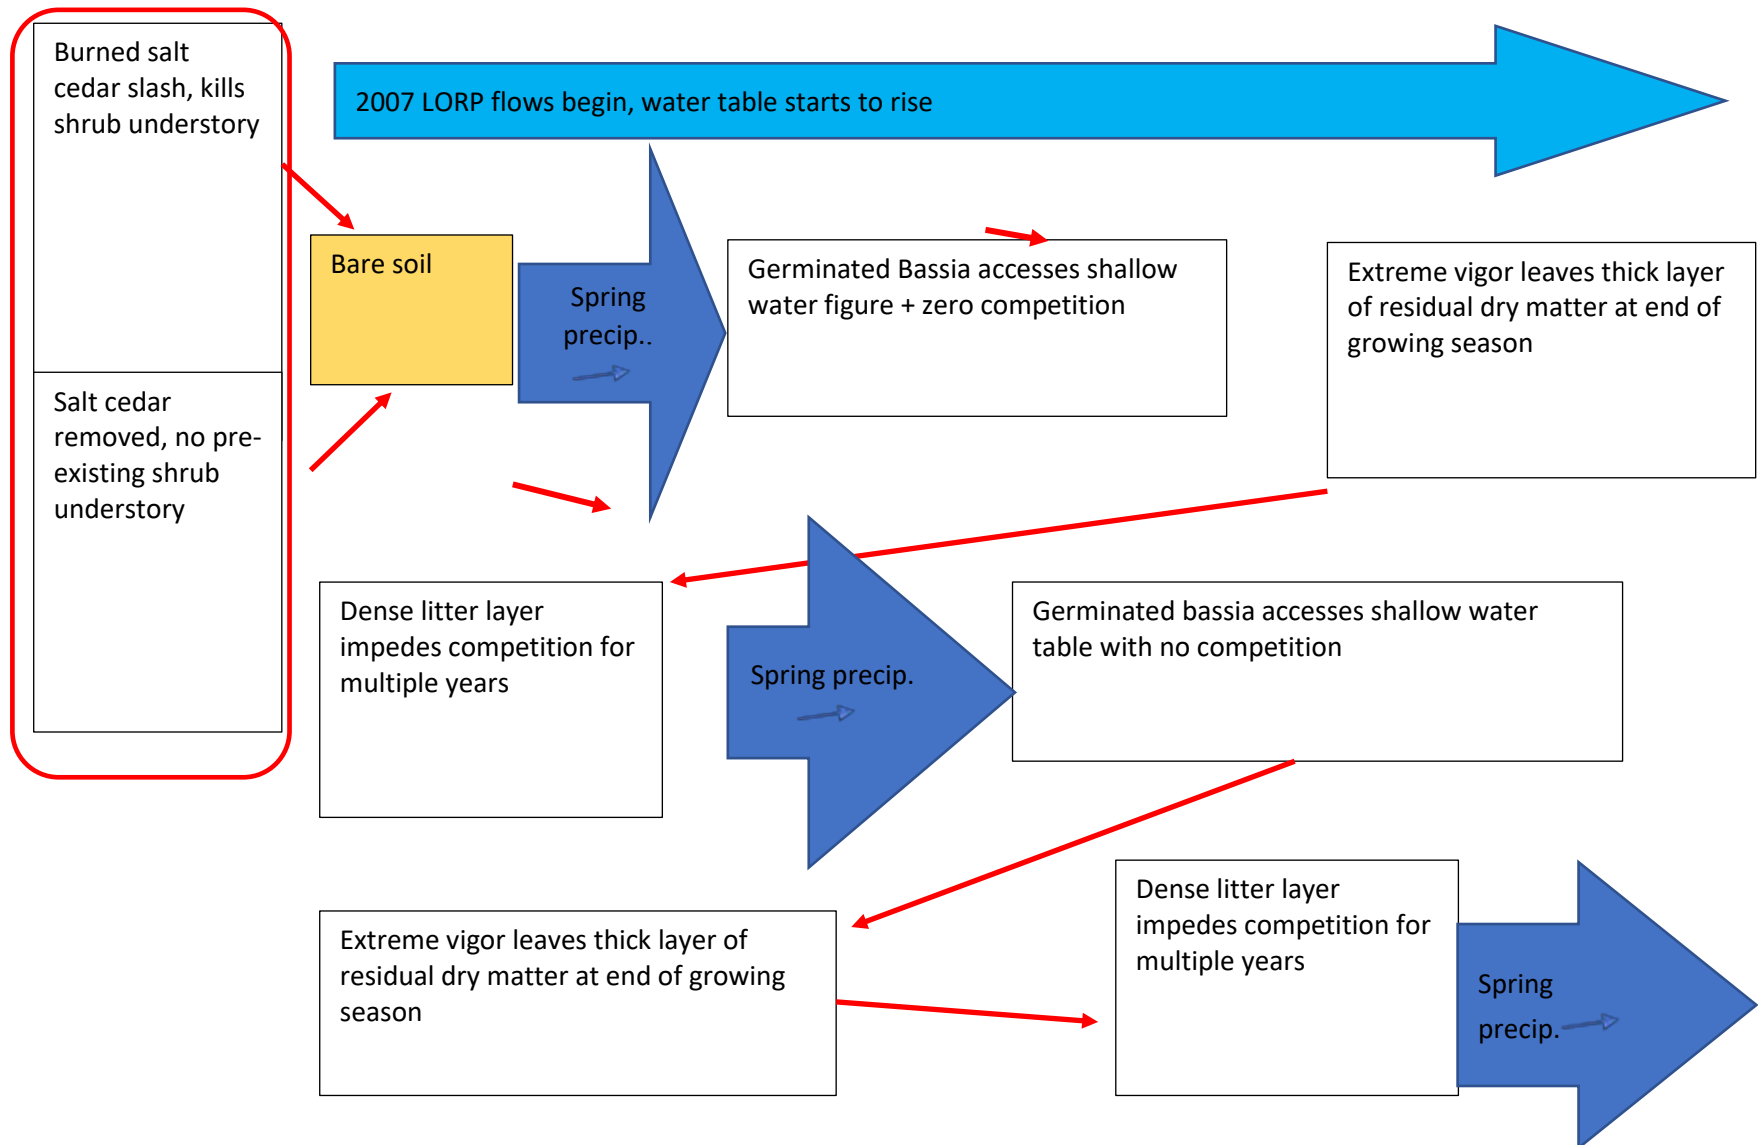 Burned salt
cedar slash, kills
shrub understory
2007 LORP flows begin, water table starts to rise
Salt cedar
removed, no pre-
existing shrub
understory
Bare soil
Spring
precip..
Germinated Bassia accesses shallow
water figure + zero competition
Extreme vigor leaves thick layer
of residual dry matter at end of
growing season
Dense litter layer
impedes competition for
multiple years
Spring precip.
Germinated bassia accesses shallow water
table with no competition
Extreme vigor leaves thick layer of
residual dry matter at end of growing
season
Dense litter layer
impedes competition for
multiple years
Spring
precip.